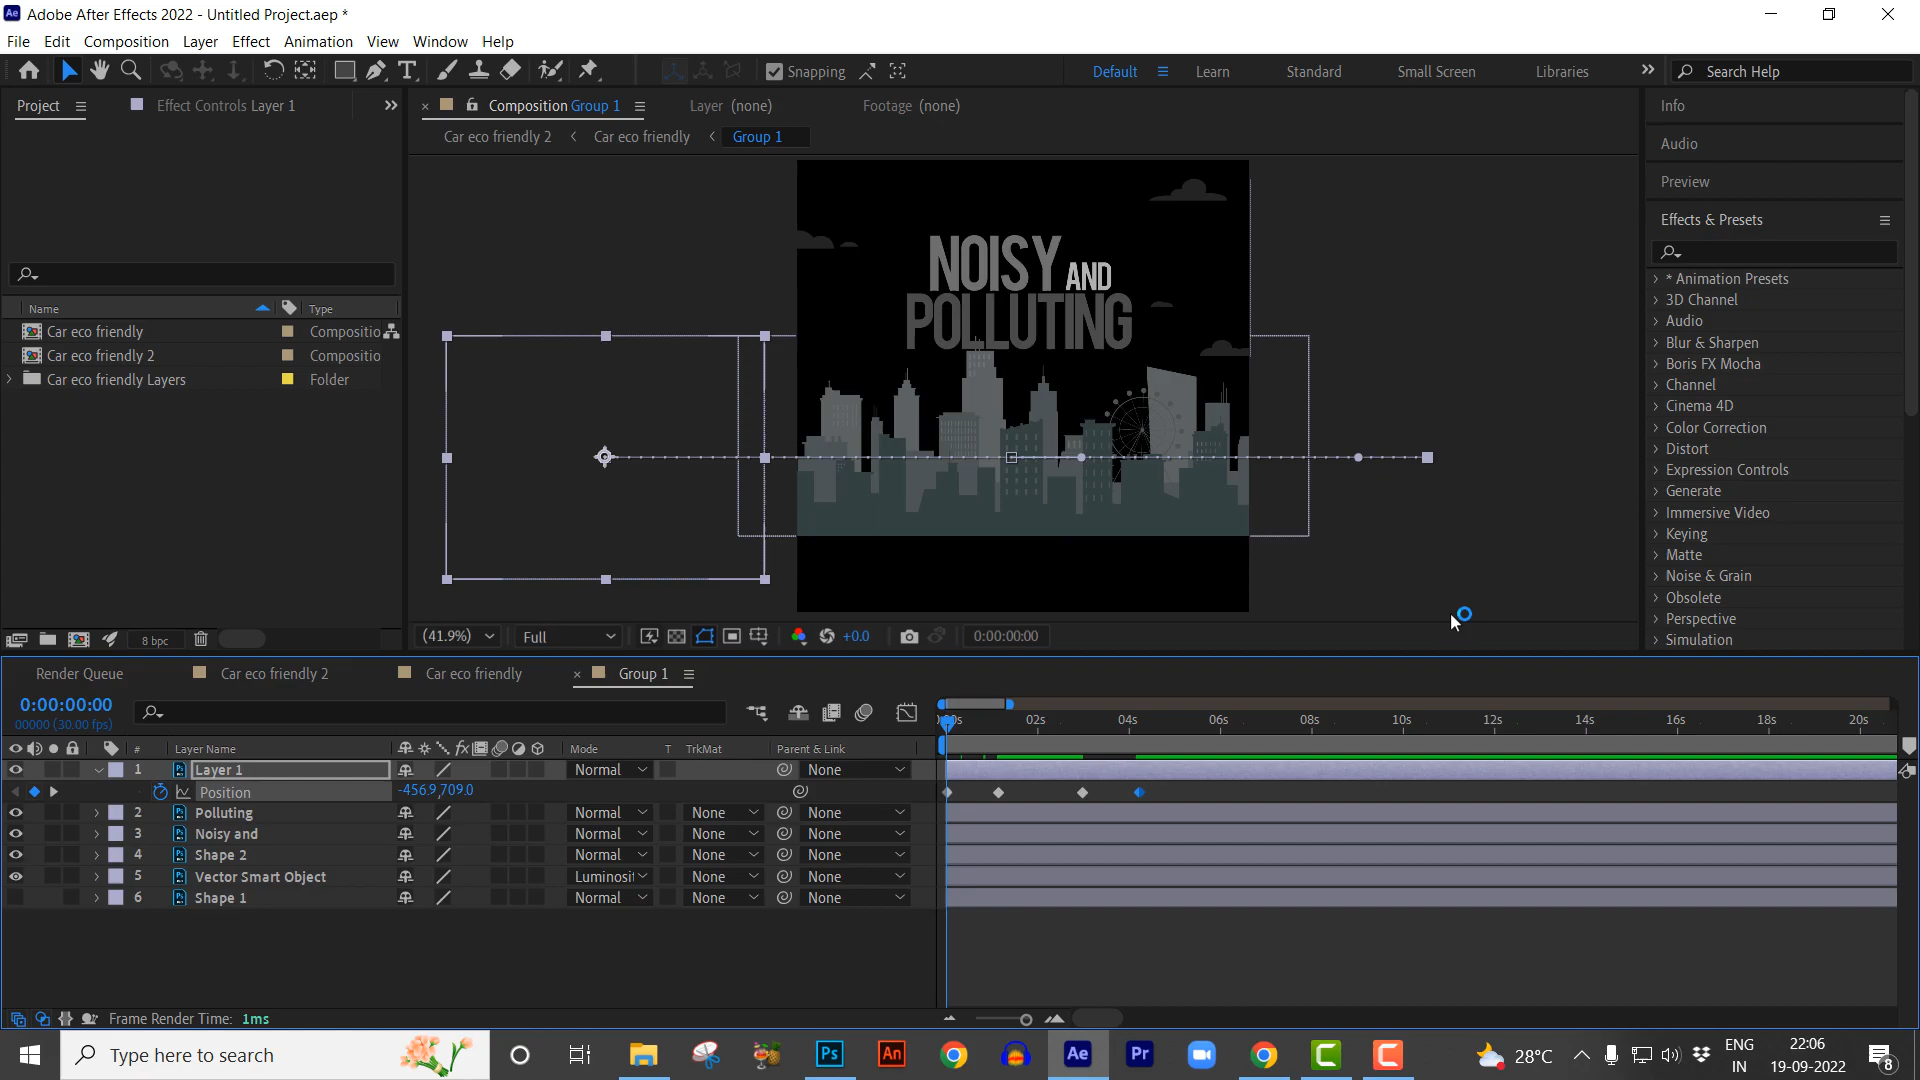 Adobe After Effects 2022 - Untitled Project.aep *
File Edit Composition Layer Effect Animation View Window Help
Snapping
Default Learn Standard Small Screen Libraries
Search Help
Project
Effect Controls Layer 1
Composition Group 1
Layer (none)
Footage (none)
Car eco friendly 2 Car eco friendly Group 1
Info
Audio
Preview
Effects & Presets
* Animation Presets
3D Channel
Audio
Blur & Sharpen
Boris FX Mocha
Channel
Cinema 4D
Color Correction
Distort
Expression Controls
Generate
Immersive Video
Keying
Matte
Noise & Grain
Obsolete
Perspective
Simulation
Name Type
Car eco friendly Compositio
Car eco friendly 2 Compositio
Car eco friendly Layers Folder
NOISY AND
POLLUTING
8 bpc
(41.9%) Full +0.0 0:00:00:00
Render Queue Car eco friendly 2 Car eco friendly Group 1
0:00:00:00
00000 (30.00 fps)
02s 04s 06s 08s 10s 12s 14s 16s 18s 20s
# Layer Name Mode T TrkMat Parent & Link
1 Layer 1 Normal None
Position -456.9,709.0
2 Polluting Normal None None
3 Noisy and Normal None None
4 Shape 2 Normal None None
5 Vector Smart Object Luminosit None None
6 Shape 1 Normal None None
Frame Render Time: 1ms
Type here to search
Ps An Ae Pr
28°C
ENG
IN
22:06
19-09-2022
8